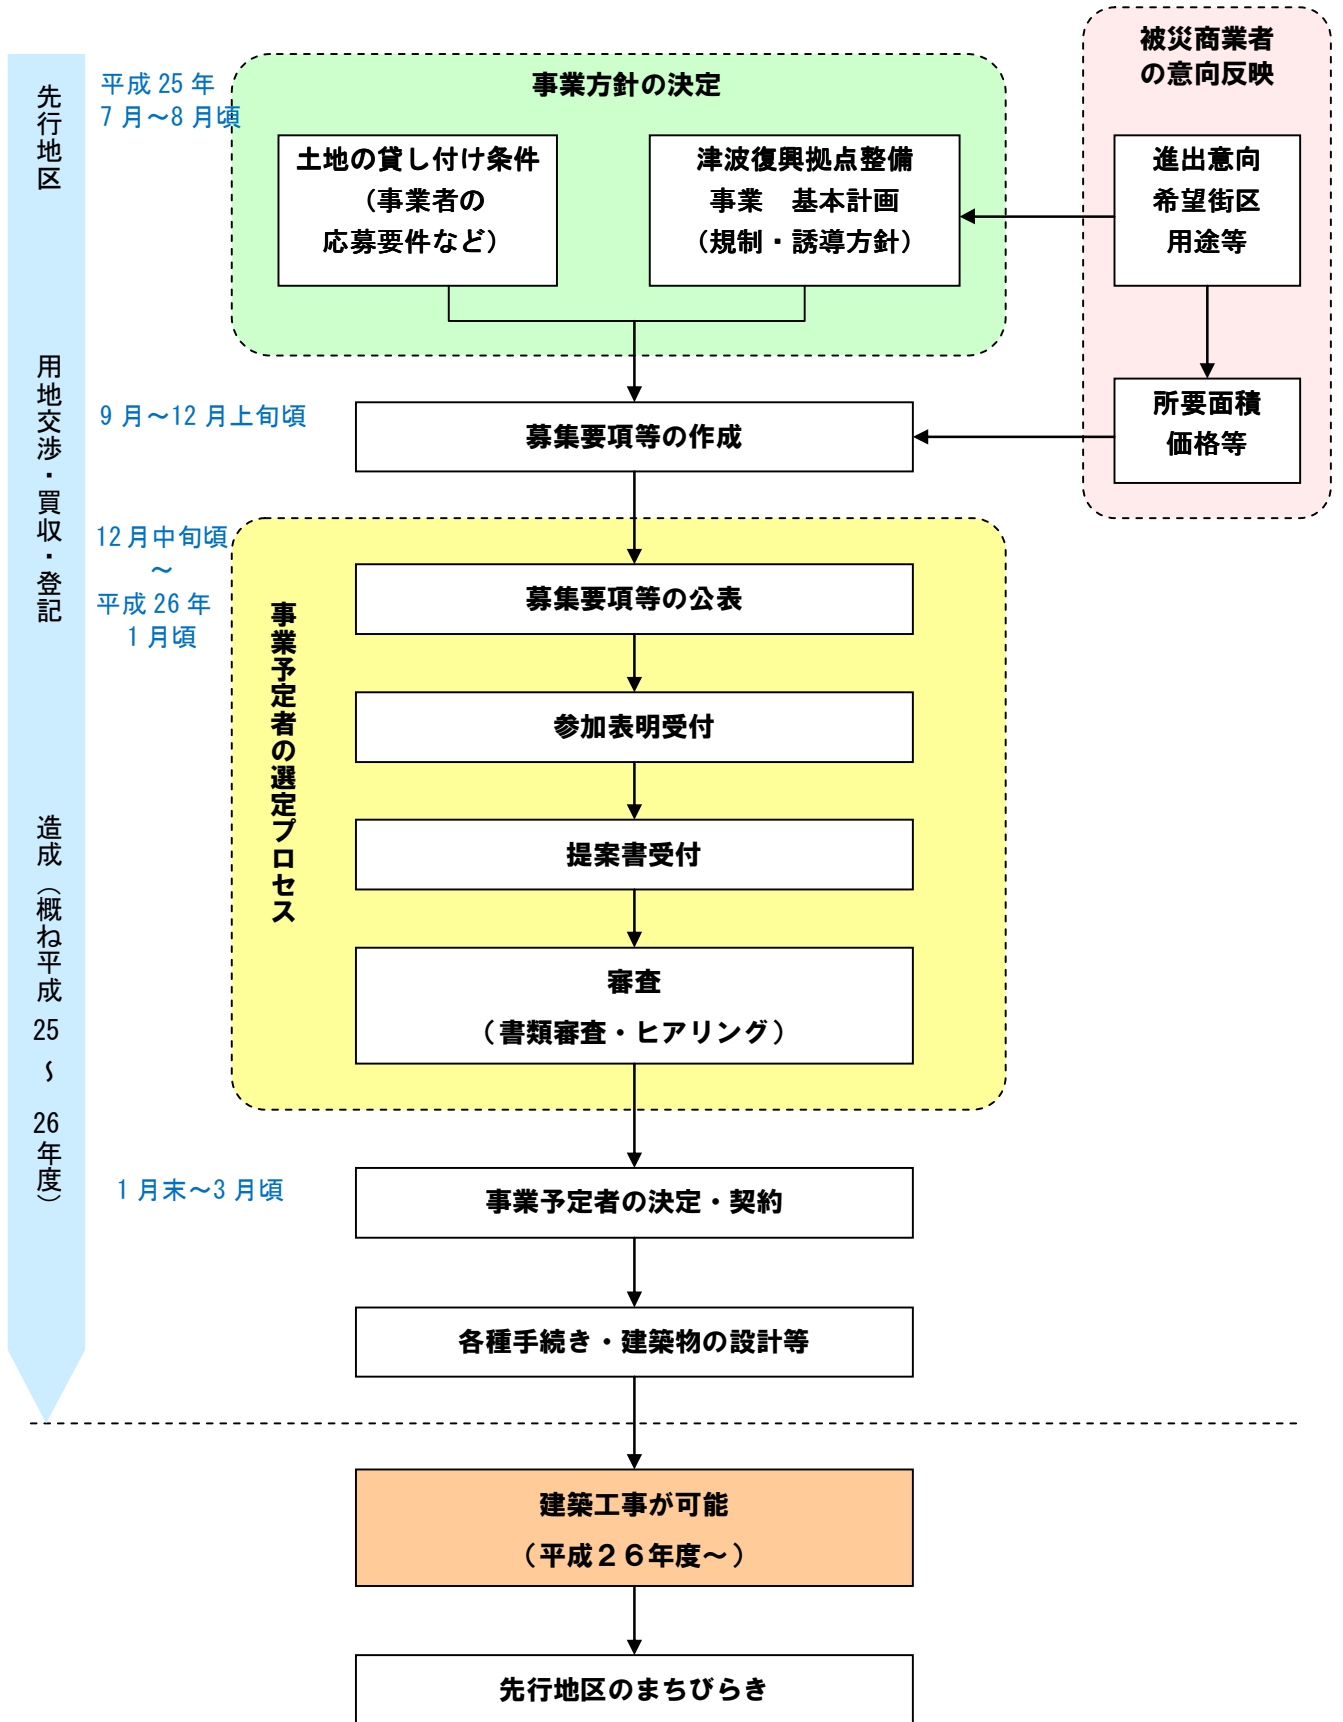 被災商業者
の意向反映
進出意向
希望街区
用途等
所要面積
価格等
先行地区
用地交渉・買収・登記
造成（概ね平成25～26年度）
平成 25 年
7 月～8 月頃
事業方針の決定
土地の貸し付け条件
（事業者の
応募要件など）
津波復興拠点整備
事業　基本計画
（規制・誘導方針）
9 月～12 月上旬頃
募集要項等の作成
12 月中旬頃
～
平成 26 年
1 月頃
事業予定者の選定プロセス
募集要項等の公表
参加表明受付
提案書受付
審査
（書類審査・ヒアリング）
1 月末～3 月頃
事業予定者の決定・契約
各種手続き・建築物の設計等
建築工事が可能
（平成２６年度～）
先行地区のまちびらき